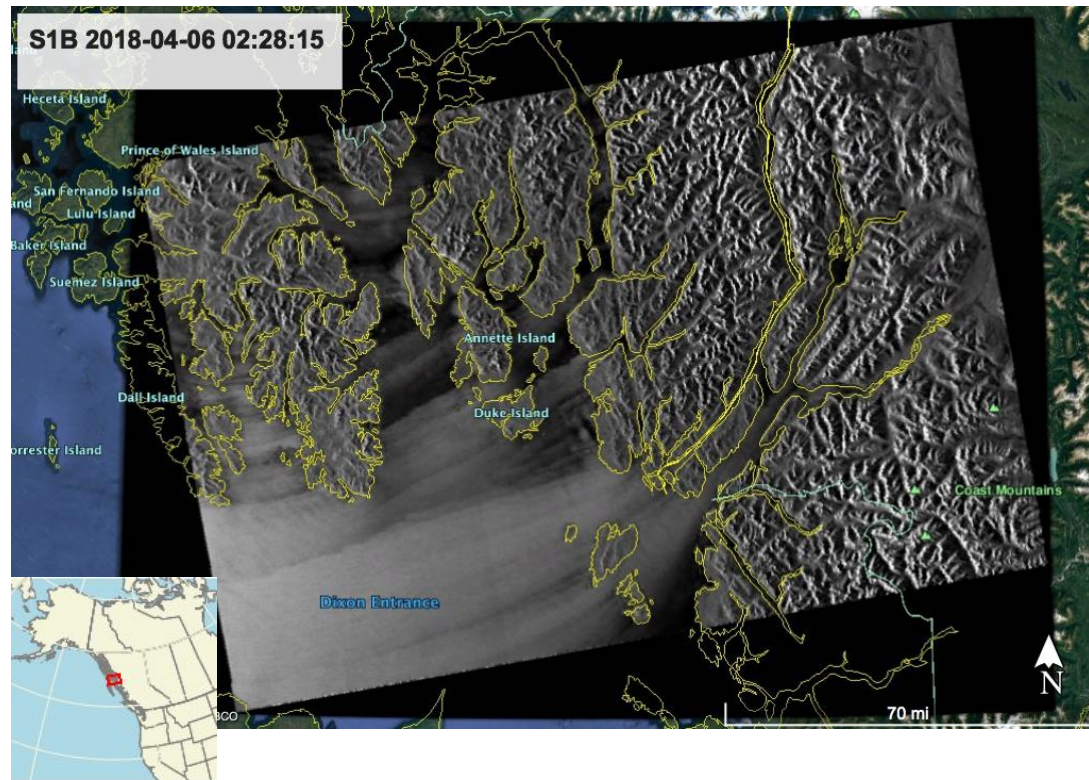 S1B 2018-04-06 02:28:15
Heceta Island
Prince of Wales Island
San Fernando Island
Lulu Island
Baker Island
Suemez Island
Annette Island
Dall Island
Duke Island
orrester Island
Coast Mountains
Dixon Entrance
BCO
70 mi
N